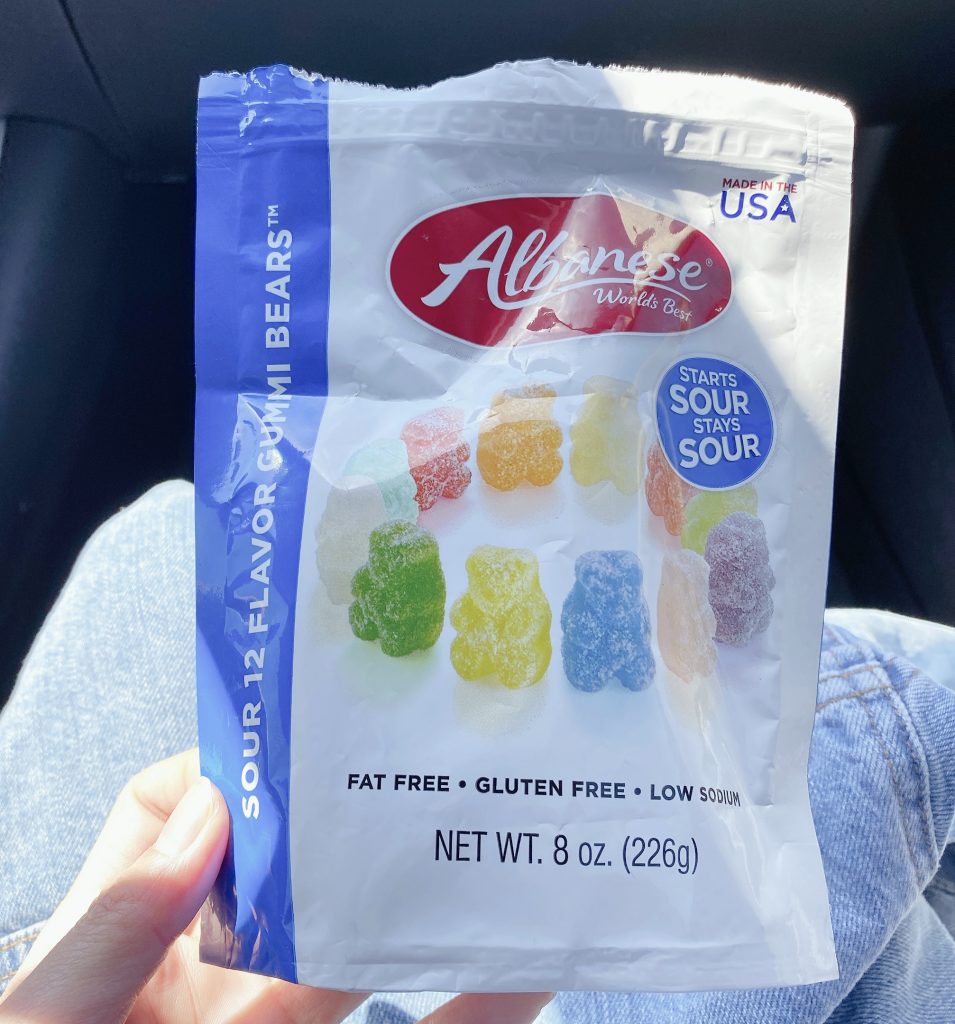 MADE IN THE
USA
Albanese®
World's Best
STARTS
SOUR
STAYS
SOUR
SOUR 12 FLAVOR GUMMI BEARS™
FAT FREE • GLUTEN FREE • LOW SODIUM
NET WT. 8 oz. (226g)